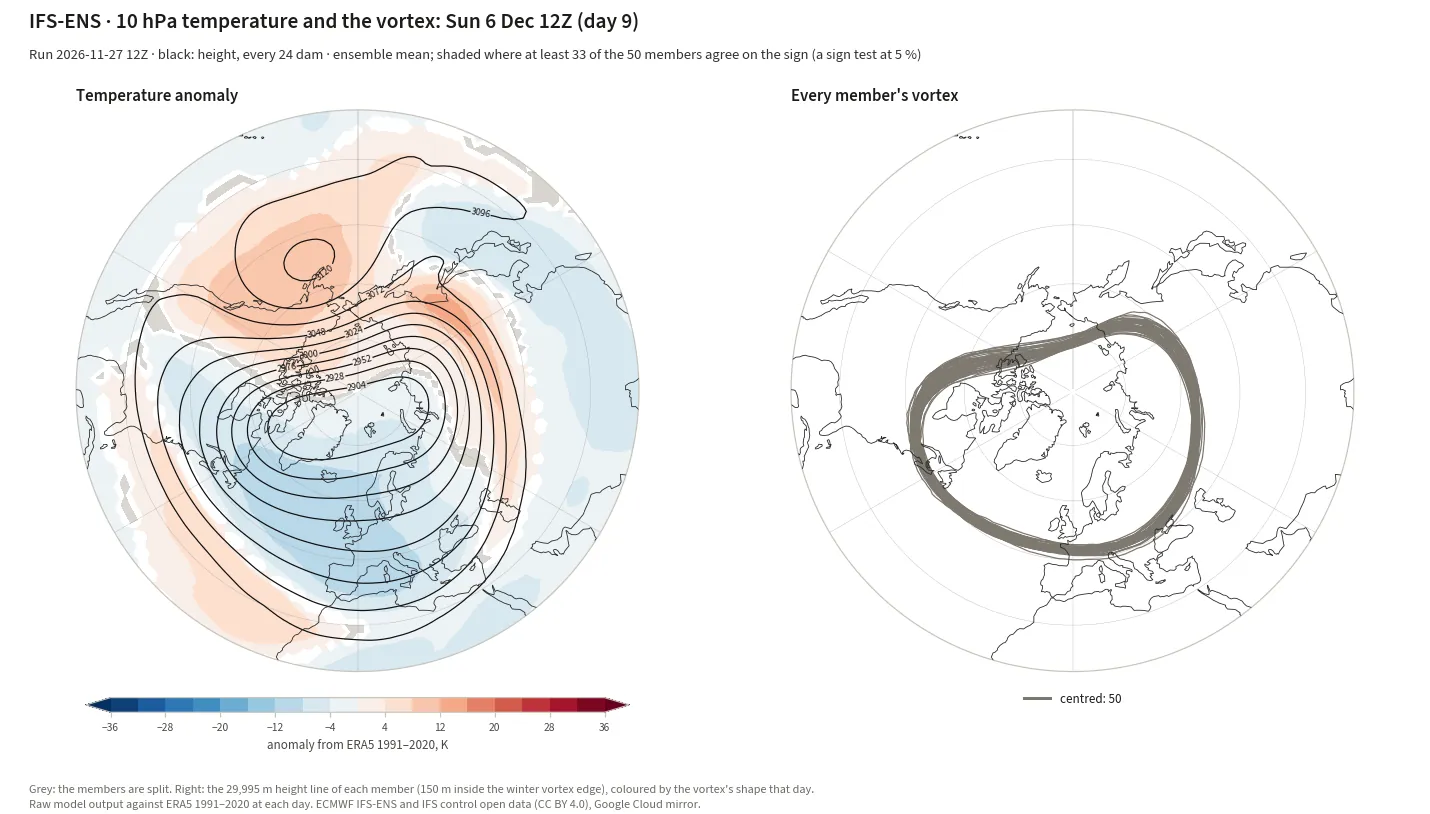 IFS-ENS · 10 hPa temperature and the vortex: Sun 6 Dec 12Z (day 9)
Run 2026-11-27 12Z · black: height, every 24 dam · ensemble mean; shaded where at least 33 of the 50 members agree on the sign (a sign test at 5 %)
Temperature anomaly
Every member's vortex
3096
3120
3072
3048
3024
2952
2928
2904
−36 −28 −20 −12 −4 4 12 20 28 36
anomaly from ERA5 1991–2020, K
centred: 50
Grey: the members are split. Right: the 29,995 m height line of each member (150 m inside the winter vortex edge), coloured by the vortex's shape that day.
Raw model output against ERA5 1991–2020 at each day. ECMWF IFS-ENS and IFS control open data (CC BY 4.0), Google Cloud mirror.